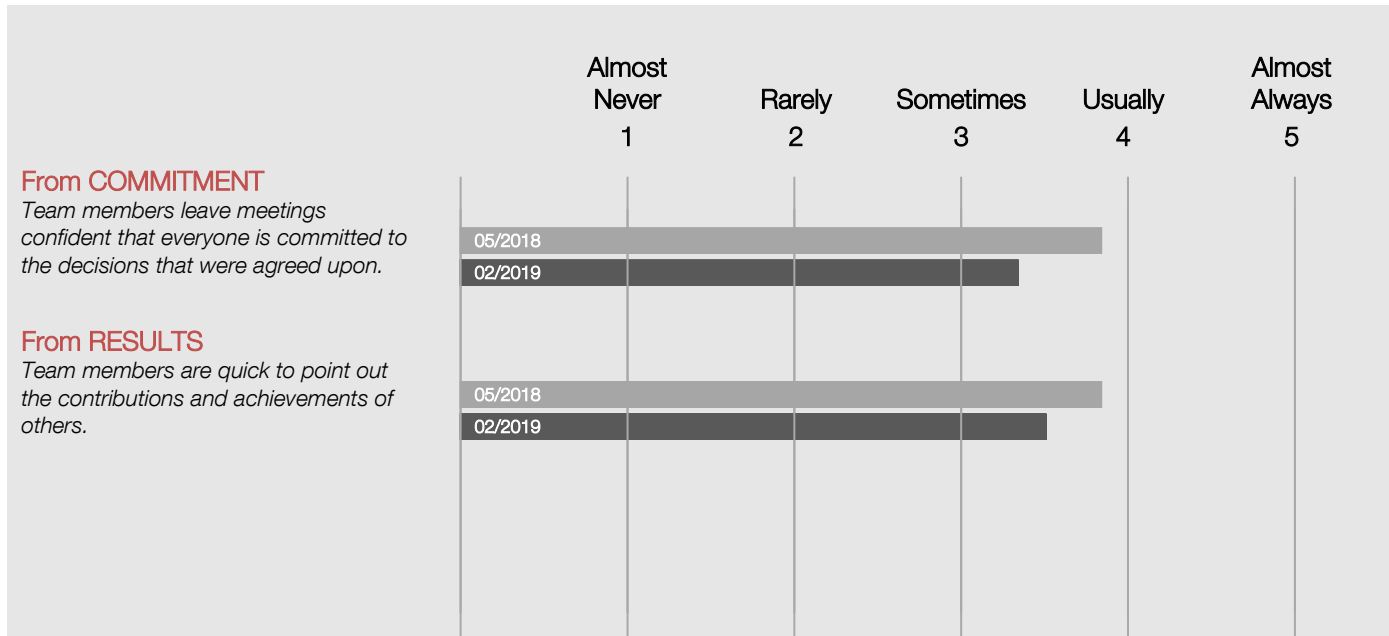 Almost
Never
Rarely
Sometimes
Usually
Almost
Always
1
2
3
4
5
From COMMITMENT
Team members leave meetings
confident that everyone is committed to
the decisions that were agreed upon.
05/2018
02/2019
From RESULTS
Team members are quick to point out
the contributions and achievements of
others.
05/2018
02/2019